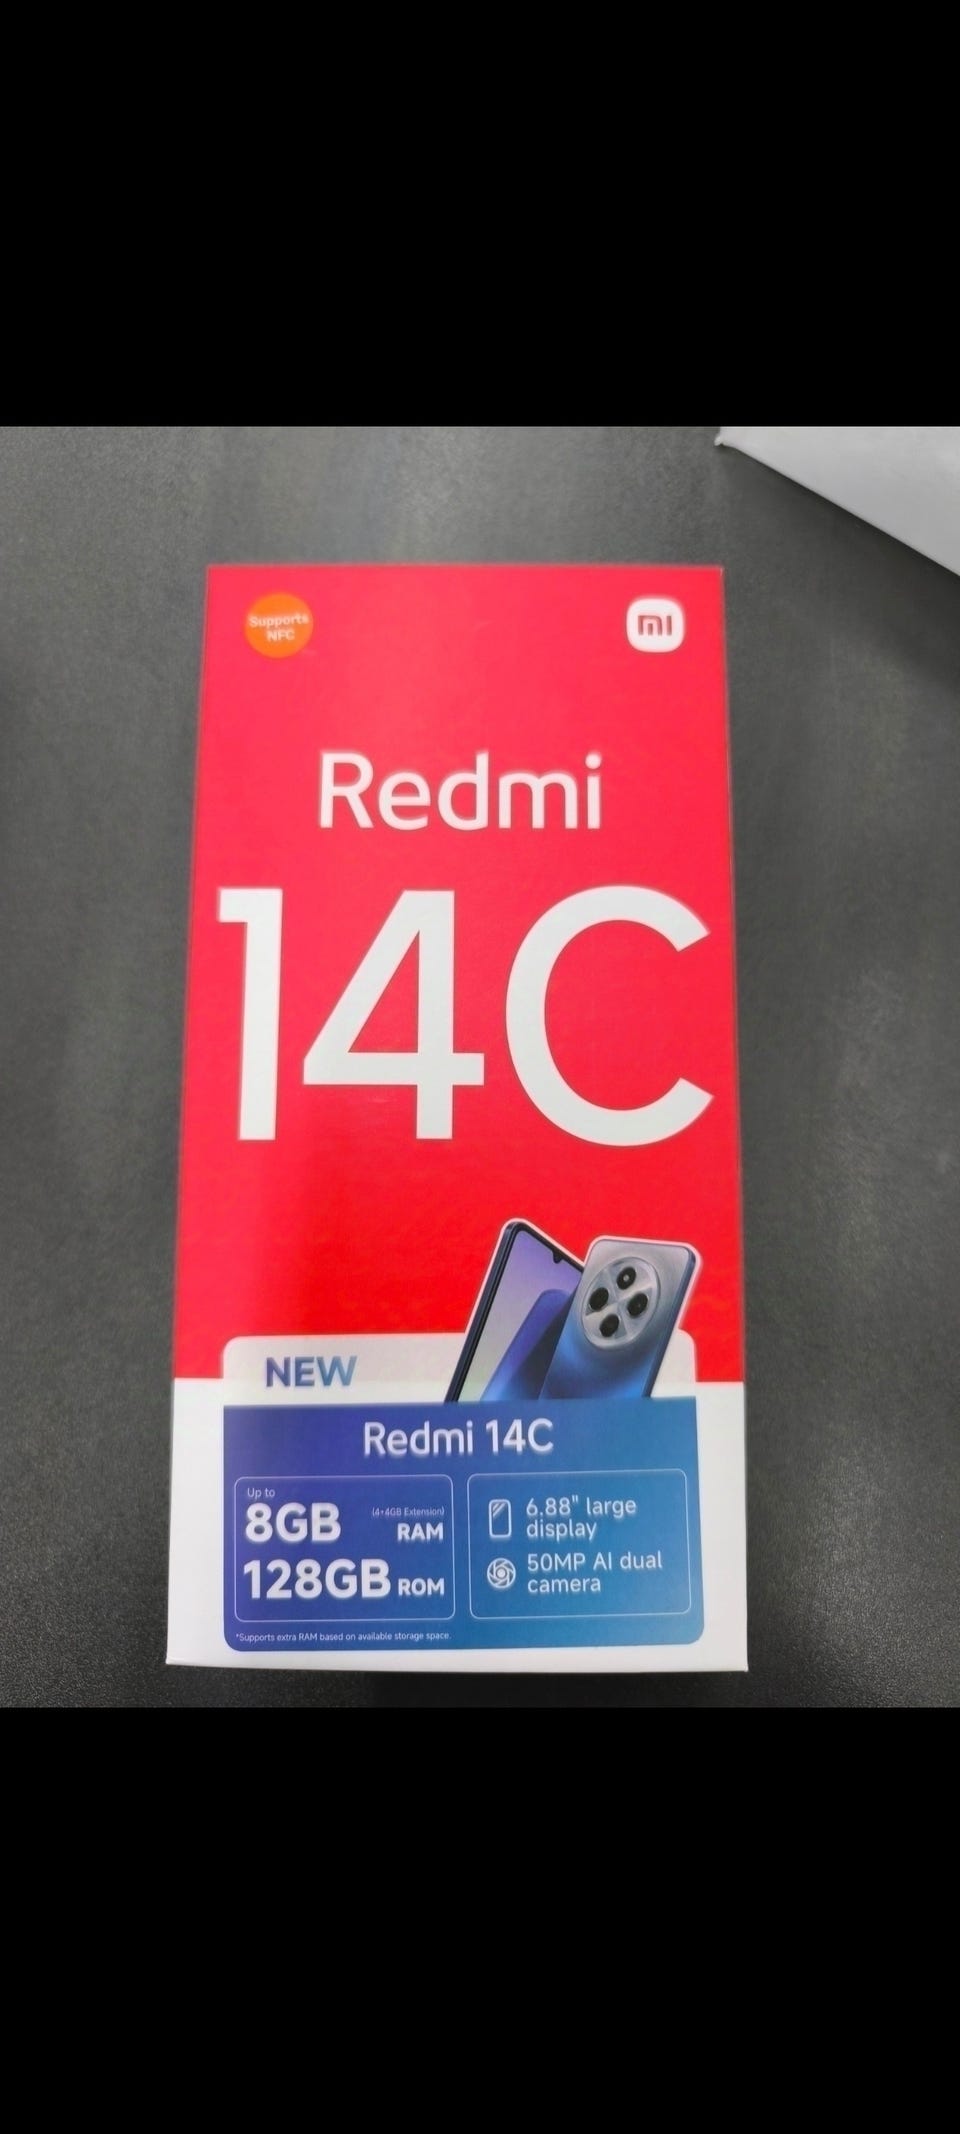 Supports
NFC
mi
Redmi
14C
NEW
Redmi 14C
Up to
8GB (4+4GB Extension) RAM
128GB ROM
6.88" large
display
50MP AI dual
camera
*Supports extra RAM based on available storage space.